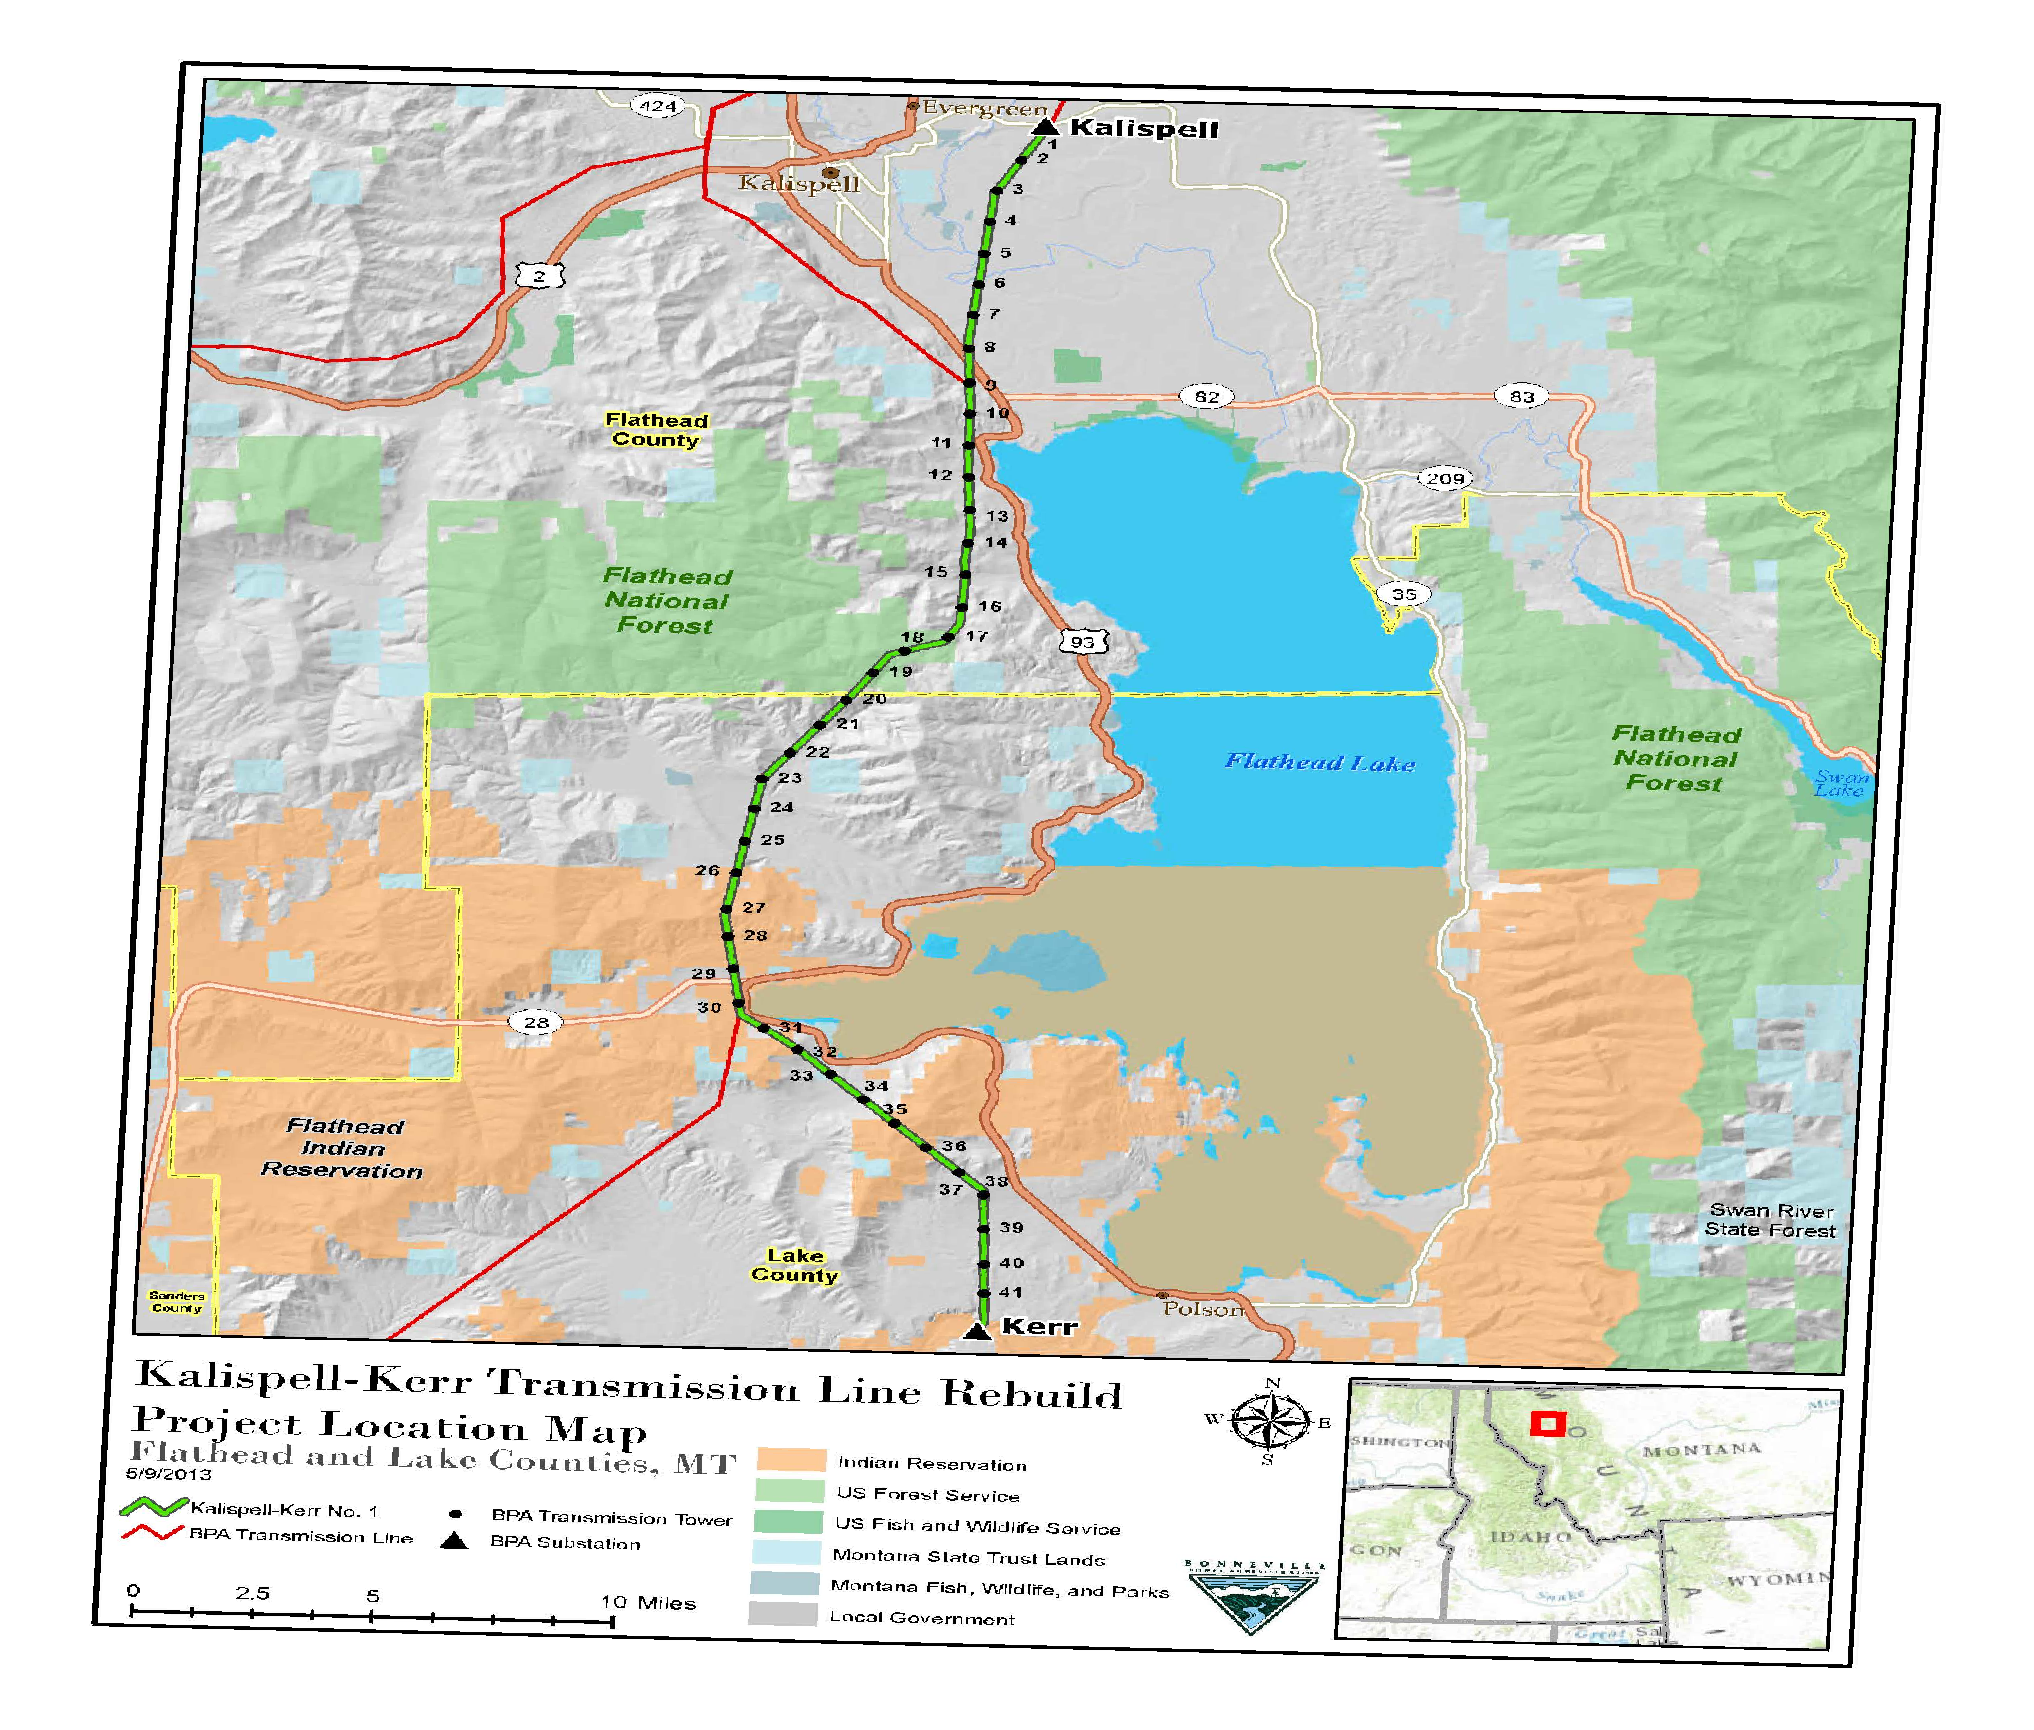 424
Evergreen
Kalispell
1
2
Kalispell
3
4
5
2
6
7
8
9
82
83
10
Flathead
County
11
12
209
13
14
15
Flathead
National
Forest
35
16
17
18
93
19
20
21
Flathead
National
Forest
22
Flathead Lake
23
Swan
Lake
24
25
26
27
28
29
30
28
31
32
33
34
35
Flathead
Indian
Reservation
36
37
38
Swan River
State Forest
39
Lake
County
40
41
Sanders
County
Polson
Kerr
Kalispell-Kerr Transmission Line Rebuild
Project Location Map
Flathead and Lake Counties, MT
5/9/2013
Kalispell-Kerr No. 1
BPA Transmission Line
BPA Transmission Tower
BPA Substation
0 2.5 5 10 Miles
Indian Reservation
US Forest Service
US Fish and Wildlife Service
Montana State Trust Lands
Montana Fish, Wildlife, and Parks
Local Government
N
W E
S
BONNEVILLE
SHINGTON
MONTANA
IDAHO
GON
WYOMIN
Snake
Great Sal